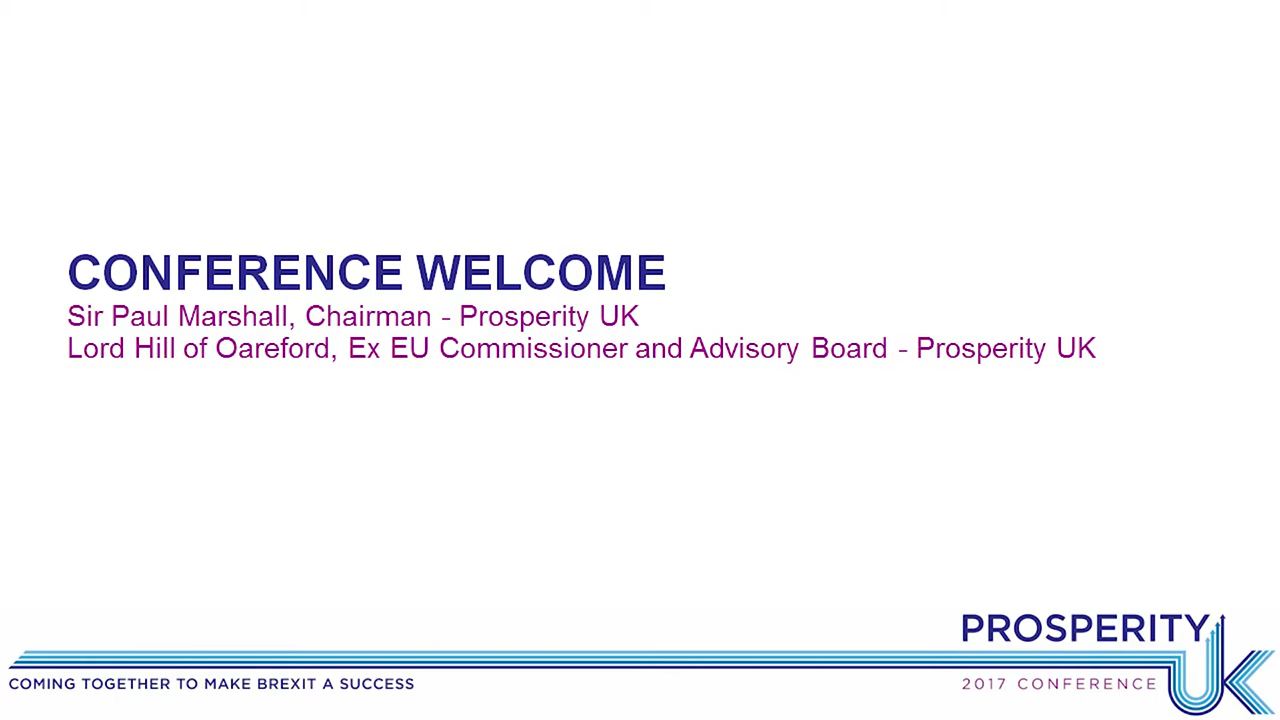 CONFERENCE WELCOME
Sir Paul Marshall, Chairman - Prosperity UK
Lord Hill of Oareford, Ex EU Commissioner and Advisory Board - Prosperity UK
PROSPERITY
UK
COMING TOGETHER TO MAKE BREXIT A SUCCESS
2017 CONFERENCE